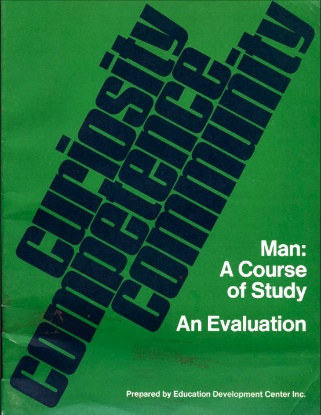 curiosity
competence
community
Man:
A Course
of Study
An Evaluation
Prepared by Education Development Center Inc.